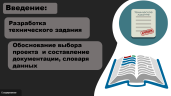 Введение:
Разработка
технического задания
Обоснование выбора
проекта и составление
документации, словаря
данных